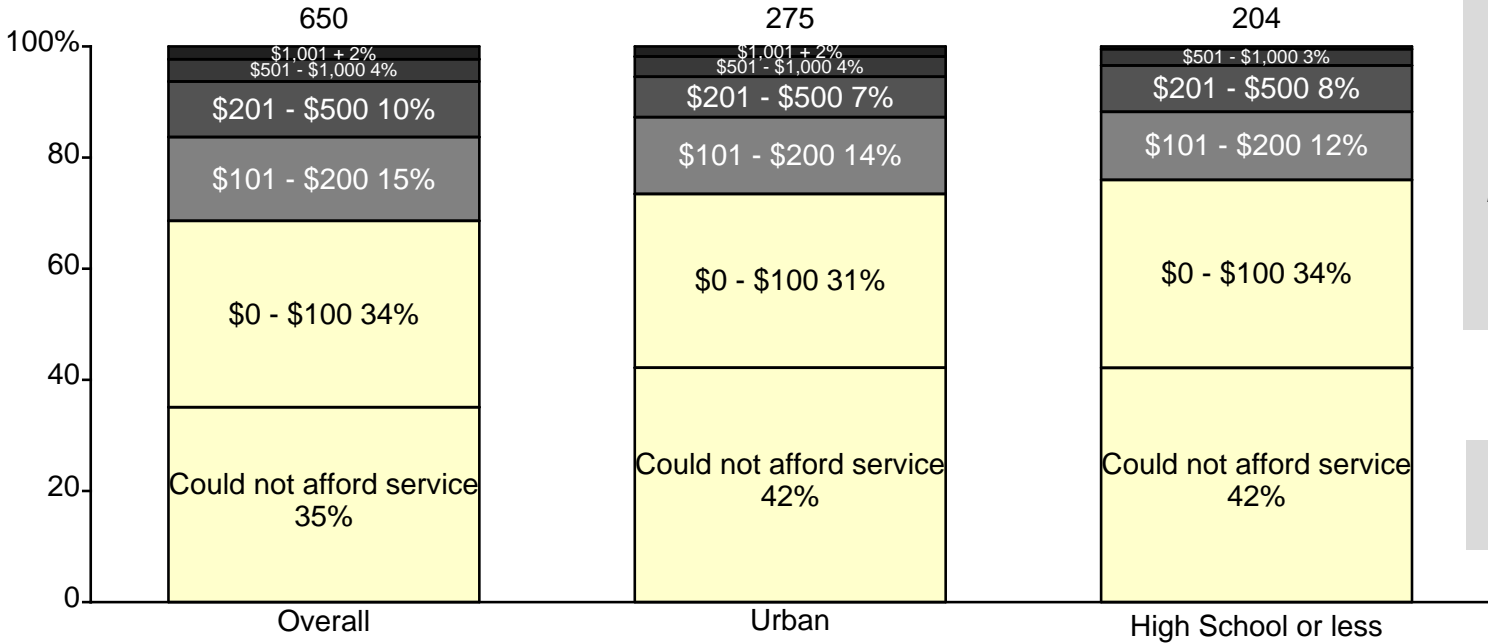 650
275
204
100%
80
60
40
20
0
$1,001 + 2%
$501 - $1,000 4%
$201 - $500 10%
$101 - $200 15%
$0 - $100 34%
Could not afford service
35%
$1,001 + 2%
$501 - $1,000 4%
$201 - $500 7%
$101 - $200 14%
$0 - $100 31%
Could not afford service
42%
$501 - $1,000 3%
$201 - $500 8%
$101 - $200 12%
$0 - $100 34%
Could not afford service
42%
Overall
Urban
High School or less